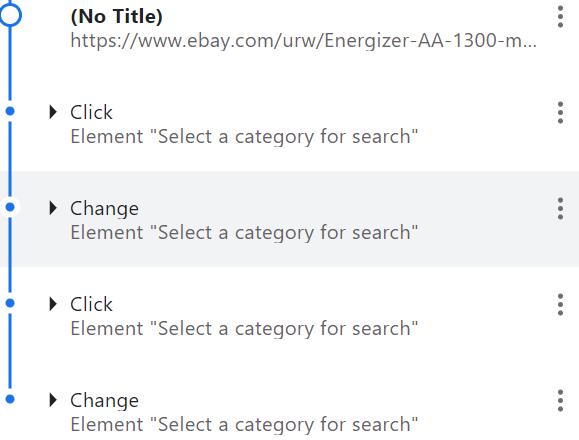 (No Title)
https://www.ebay.com/urw/Energizer-AA-1300-m...
Click
Element "Select a category for search"
Change
Element "Select a category for search"
Click
Element "Select a category for search"
Change
Element "Select a category for search"